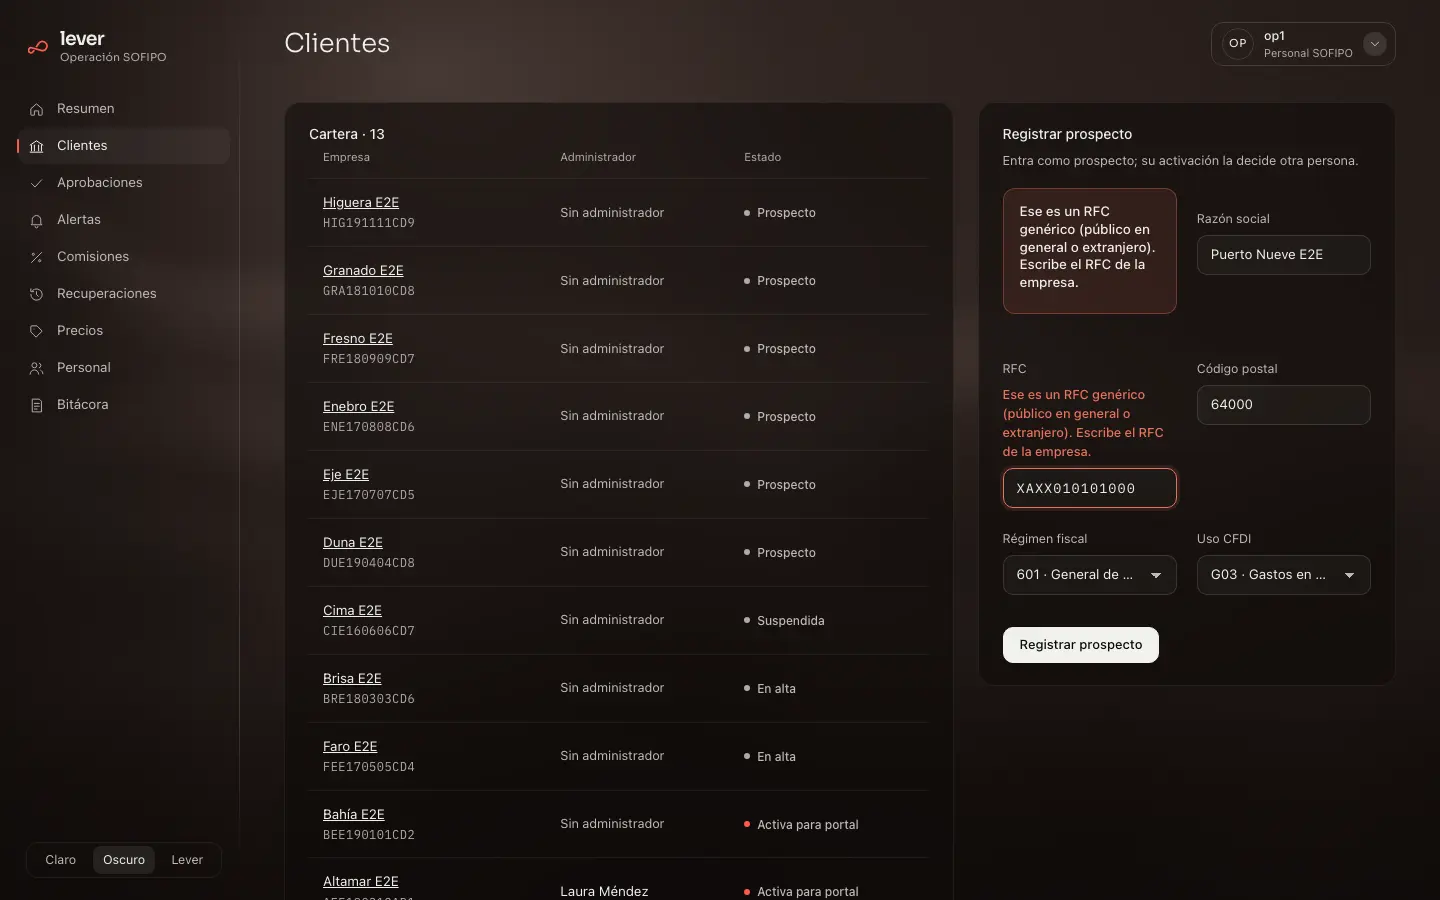 lever
Operación SOFIPO
Resumen
Clientes
Aprobaciones
Alertas
Comisiones
Recuperaciones
Precios
Personal
Bitácora
Claro
Oscuro
Lever
Clientes
OP
op1
Personal SOFIPO
Cartera · 13
Empresa Administrador Estado
Higuera E2E
HIG191111CD9
Sin administrador
Prospecto
Granado E2E
GRA181010CD8
Sin administrador
Prospecto
Fresno E2E
FRE180909CD7
Sin administrador
Prospecto
Enebro E2E
ENE170808CD6
Sin administrador
Prospecto
Eje E2E
EJE170707CD5
Sin administrador
Prospecto
Duna E2E
DUE190404CD8
Sin administrador
Prospecto
Cima E2E
CIE160606CD7
Sin administrador
Suspendida
Brisa E2E
BRE180303CD6
Sin administrador
En alta
Faro E2E
FEE170505CD4
Sin administrador
En alta
Bahía E2E
BEE190101CD2
Sin administrador
Activa para portal
Altamar E2E
Laura Méndez
Activa para portal
Registrar prospecto
Entra como prospecto; su activación la decide otra persona.
Ese es un RFC
genérico (público en
general o extranjero).
Escribe el RFC de la
empresa.
Razón social
Puerto Nueve E2E
RFC
Ese es un RFC genérico
(público en general o
extranjero). Escribe el RFC
de la empresa.
XAXX010101000
Código postal
64000
Régimen fiscal
601 · General de ...
Uso CFDI
G03 · Gastos en ...
Registrar prospecto